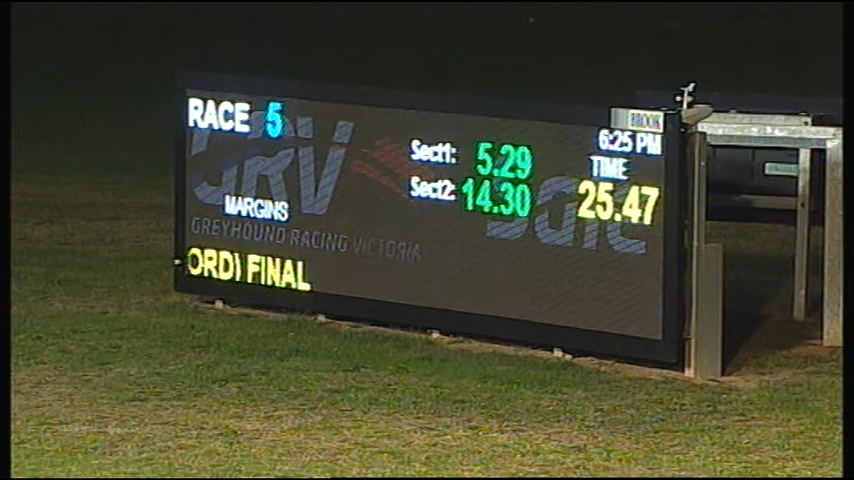 BROOK
RACE 5
6:25 PM
Sect1: 5.29
TIME
Sect2: 14.30
25.47
GRV
MARGINS
GREYHOUND RACING VICTORIA
FINAL